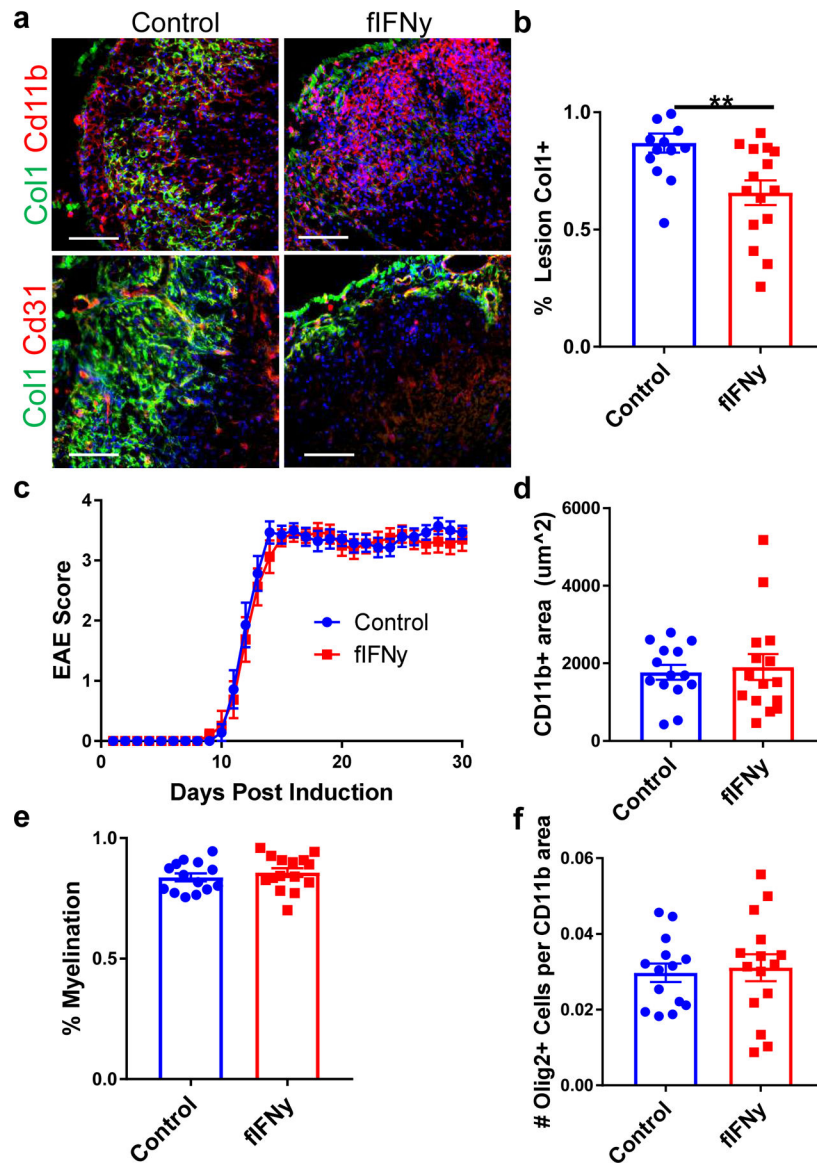 a
Control
fIFNy
Col1 Cd11b
Col1 Cd31
b
**
% Lesion Col1+
1.0
0.5
0.0
Control
fIFNy
c
EAE Score
4
3
2
1
0
0
10
20
30
Days Post Induction
Control
fIFNy
d
CD11b+ area (um^2)
6000
4000
2000
0
Control
fIFNy
e
% Myelination
1.0
0.5
0.0
Control
fIFNy
f
# Olig2+ Cells per CD11b area
0.06
0.04
0.02
0.00
Control
fIFNy